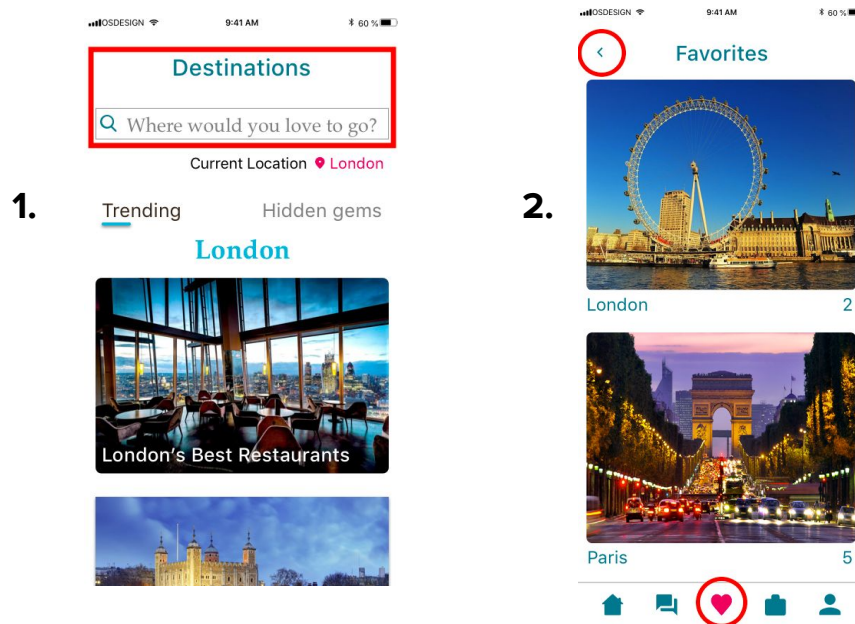 OSDESIGN 9:41 AM 60 %
Destinations
Where would you love to go?
Current Location London
1.
Trending Hidden gems
London
London's Best Restaurants
OSDESIGN 9:41 AM 60 %
Favorites
2.
London 2
Paris 5